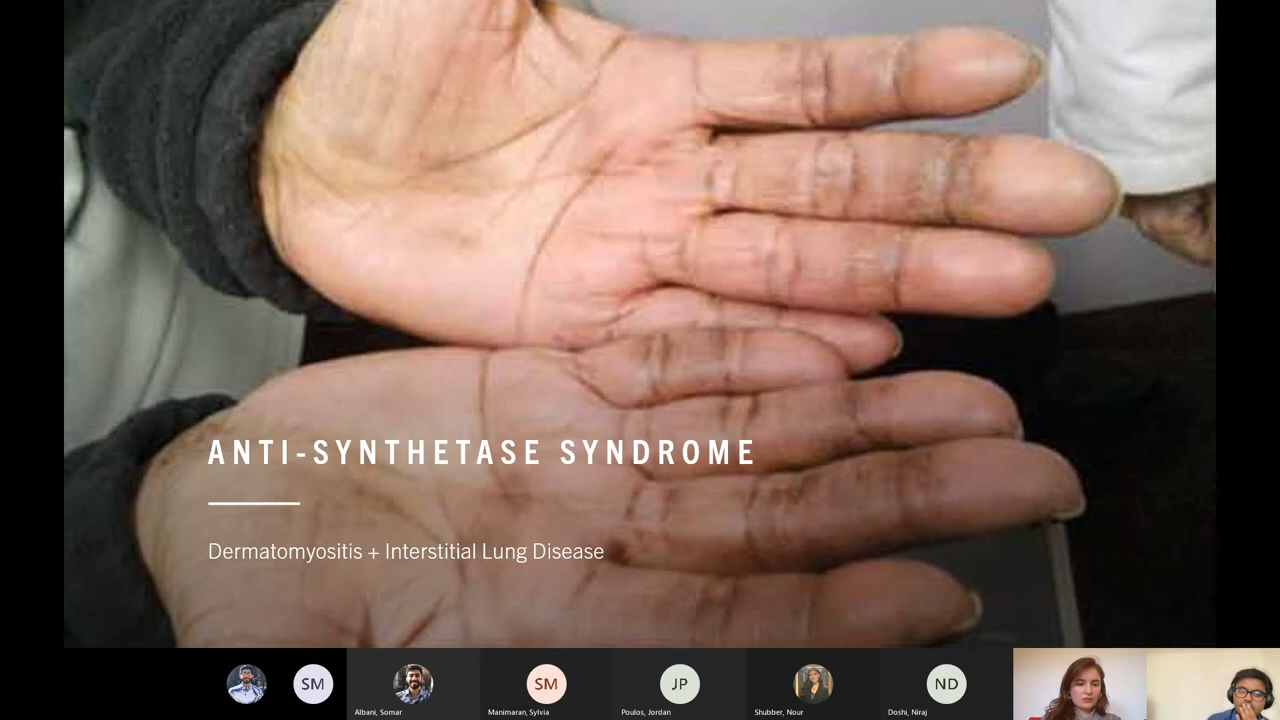 ANTI-SYNTHETASE SYNDROME
Dermatomyositis + Interstitial Lung Disease
SM
SM
JP
ND
Albani, Somar
Manimaran, Sylvia
Poulos, Jordan
Shubber, Nour
Doshi, Niraj